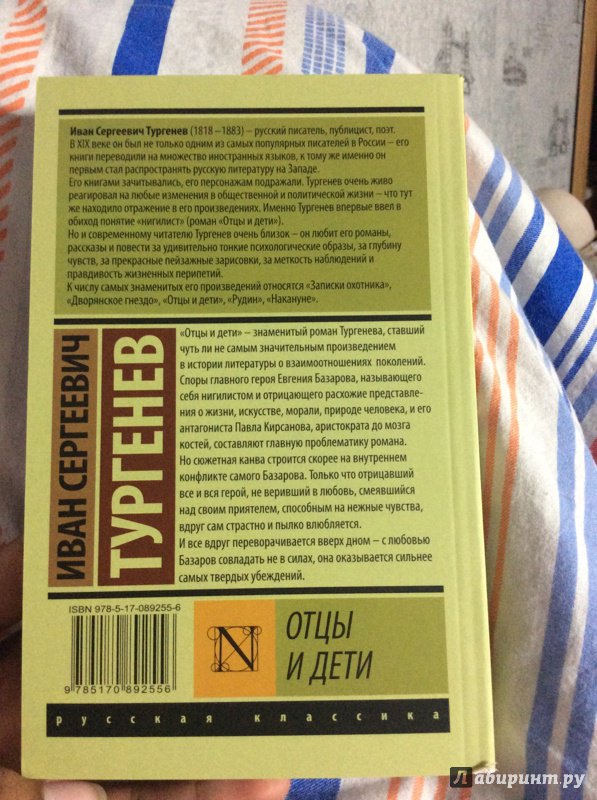 Иван Сергеевич Тургенев (1818 –1883) – русский писатель, публицист, поэт.
В XIX веке он был не только одним из самых популярных писателей в России – его
книги переводили на множество иностранных языков, к тому же именно он
первым стал распространять русскую литературу на Западе.
Его книгами зачитывались, его персонажам подражали. Тургенев очень живо
реагировал на любые изменения в общественной и политической жизни – что тут
же находило отражение в его произведениях. Именно Тургенев впервые ввел в
обиход понятие «нигилист» (роман «Отцы и дети»).
Но и современному читателю Тургенев очень близок – он любит его романы,
рассказы и повести за удивительно тонкие психологические образы, за глубину
чувств, за прекрасные пейзажные зарисовки, за меткость наблюдений и
правдивость жизненных перипетий.
К числу самых знаменитых его произведений относятся «Записки охотника»,
«Дворянское гнездо», «Отцы и дети», «Рудин», «Накануне».
ИВАН СЕРГЕЕВИЧ
ТУРГЕНЕВ
«Отцы и дети» – знаменитый роман Тургенева, ставший
чуть ли не самым значительным произведением
в истории литературы о взаимоотношениях поколений.
Споры главного героя Евгения Базарова, называющего
себя нигилистом и отрицающего расхожие представле-
ния о жизни, искусстве, морали, природе человека, и его
антагониста Павла Кирсанова, аристократа до мозга
костей, составляют главную проблематику романа.
Но сюжетная канва строится скорее на внутреннем
конфликте самого Базарова. Только что отрицавший
все и вся герой, не веривший в любовь, смеявшийся
над своим приятелем, способным на нежные чувства,
вдруг сам страстно и пылко влюбляется.
И все вдруг переворачивается вверх дном – с любовью
Базаров совладать не в силах, она оказывается сильнее
самых твердых убеждений.
ISBN 978-5-17-089255-6
9 785170 892556
N
ОТЦЫ
И ДЕТИ
русская классика
Лабиринт.ру